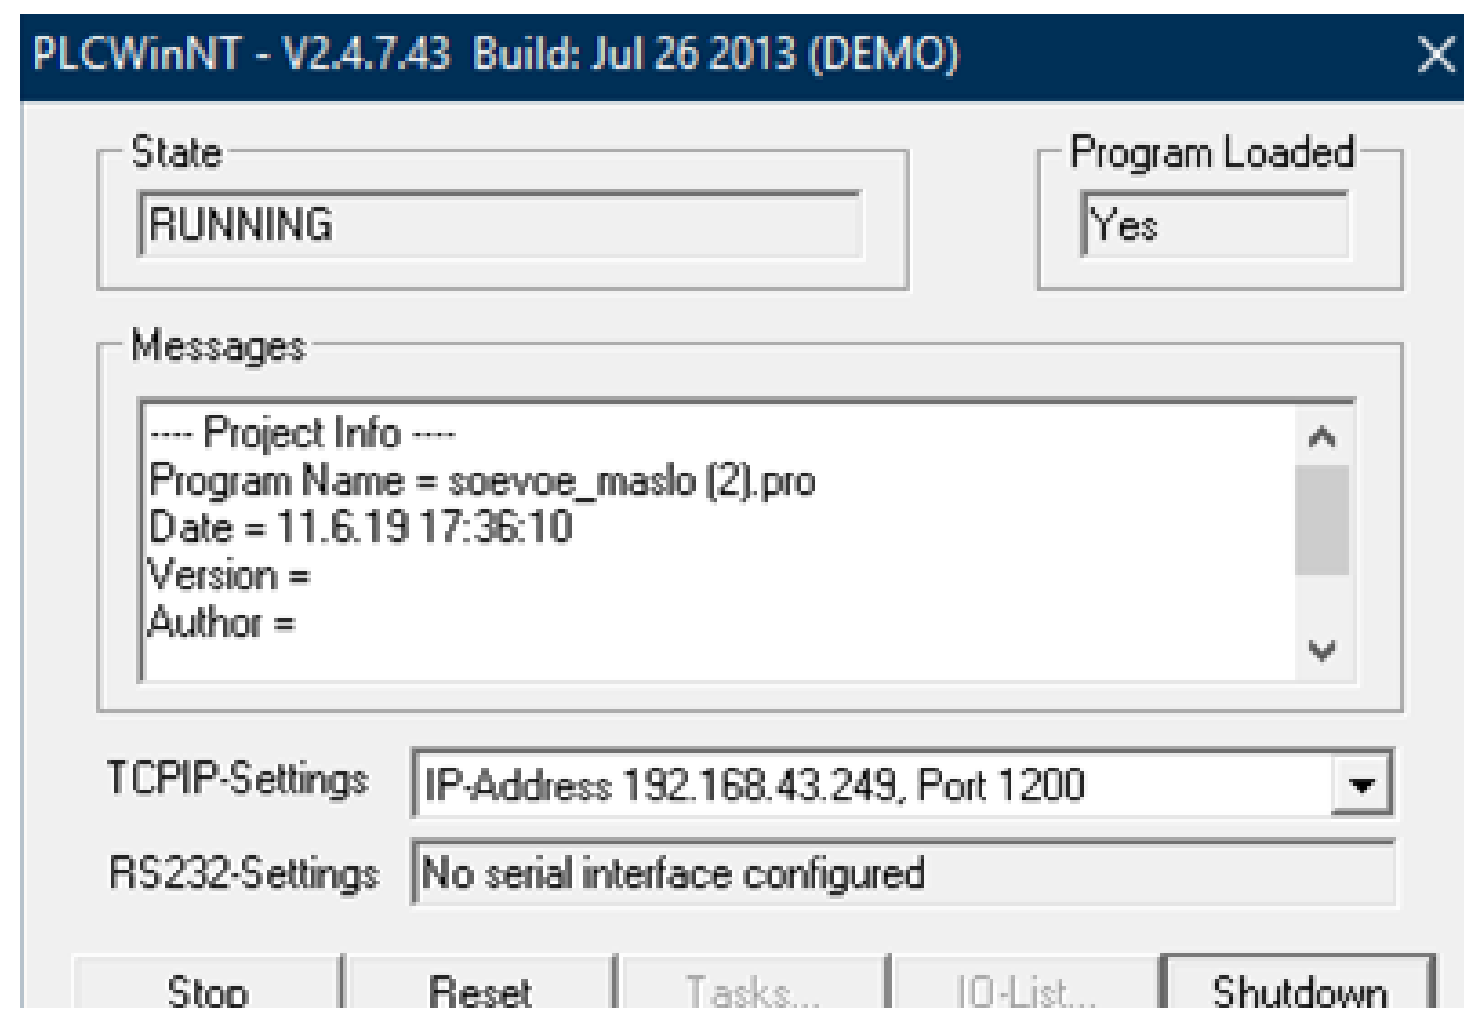 PLCWinNT - V2.4.7.43 Build: Jul 26 2013 (DEMO)
State
Program Loaded
RUNNING
Yes
Messages
---- Project Info ----
Program Name = soevoe_maslo (2).pro
Date = 11.6.19 17:36:10
Version =
Author =
TCPIP-Settings
IP-Address 192.168.43.249, Port 1200
RS232-Settings
No serial interface configured
Stop
Reset
Tasks...
IO-List...
Shutdown